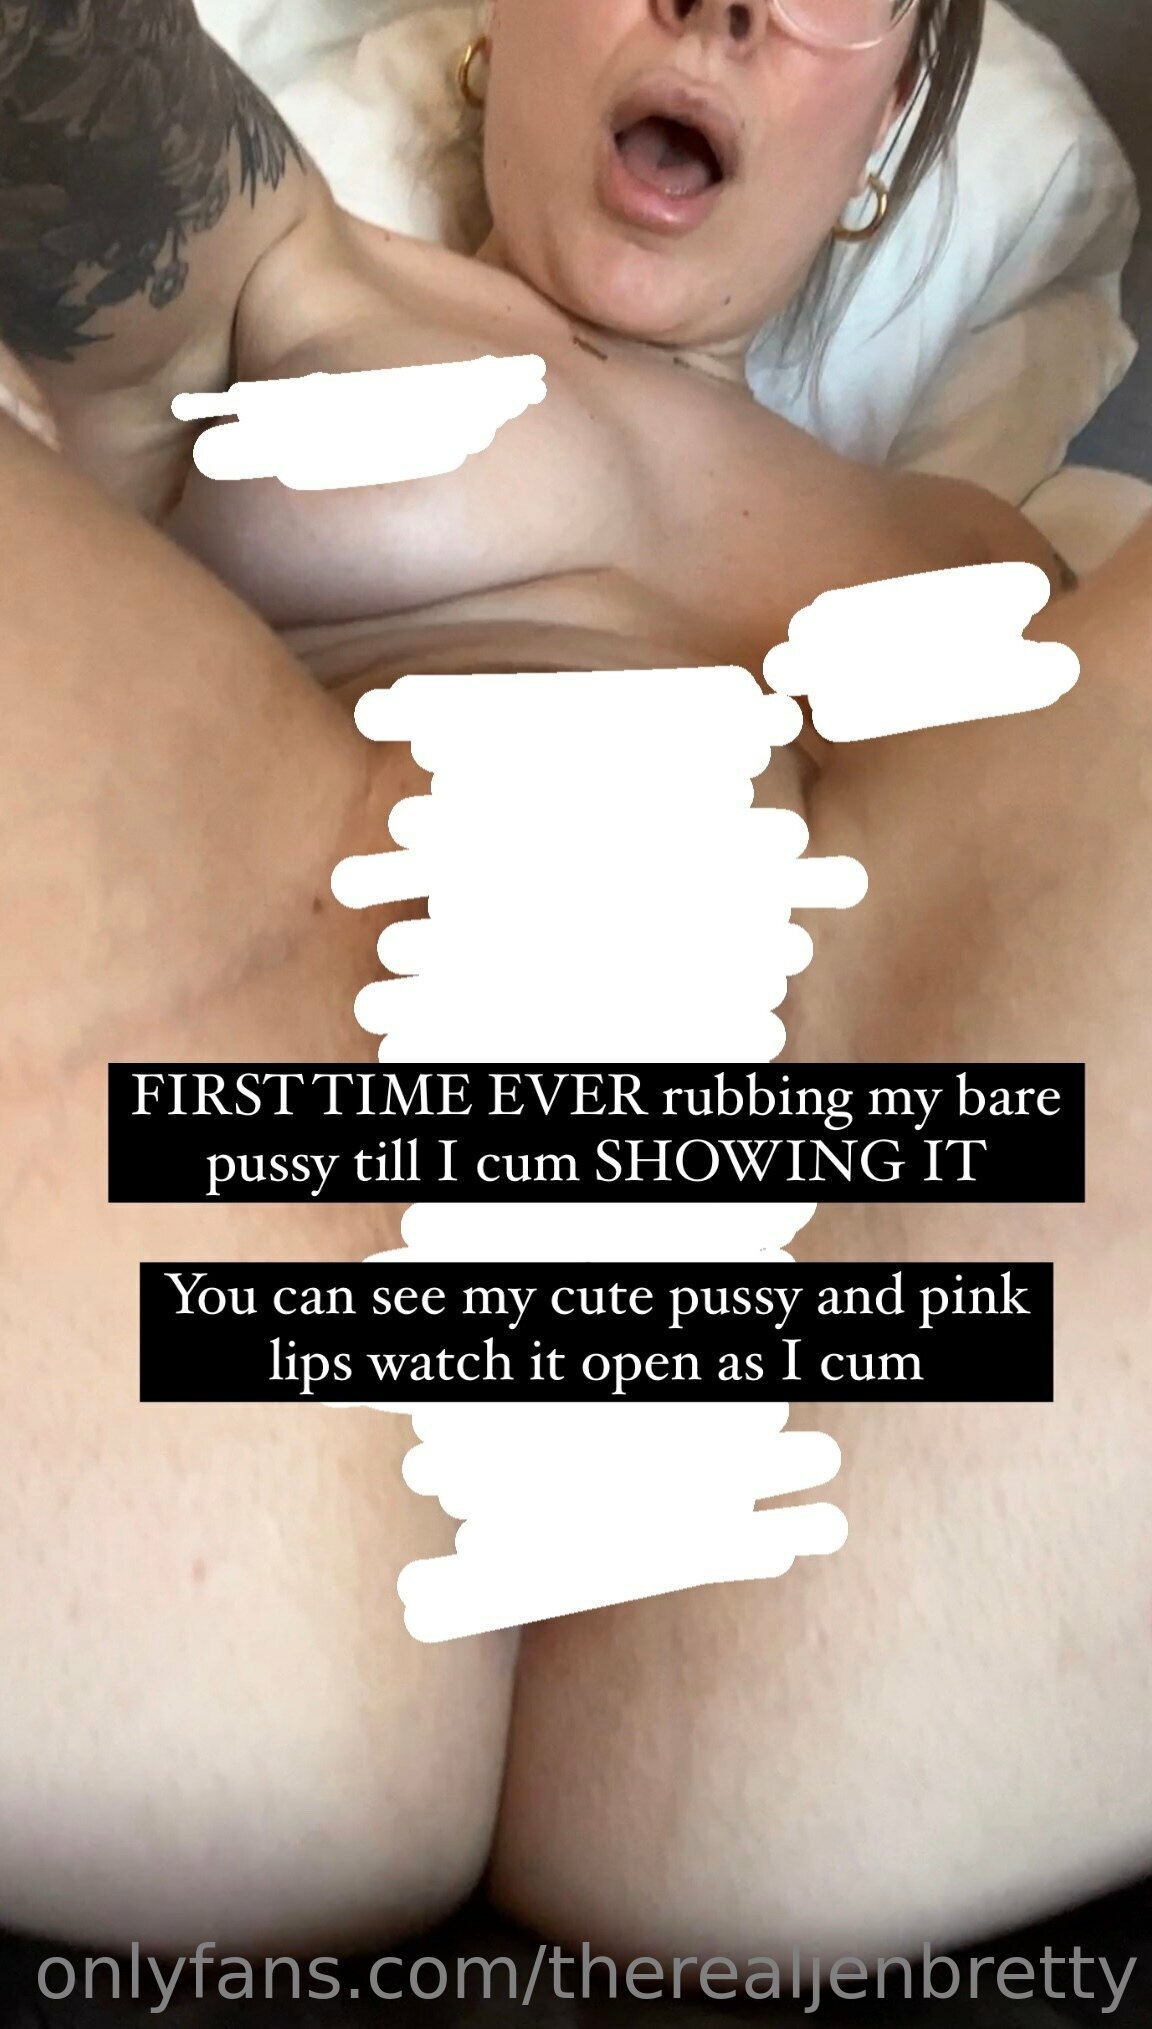 FIRST TIME EVER rubbing my bare
pussy till I cum SHOWING IT
You can see my cute pussy and pink
lips watch it open as I cum
onlyfans.com/therealjenbretty